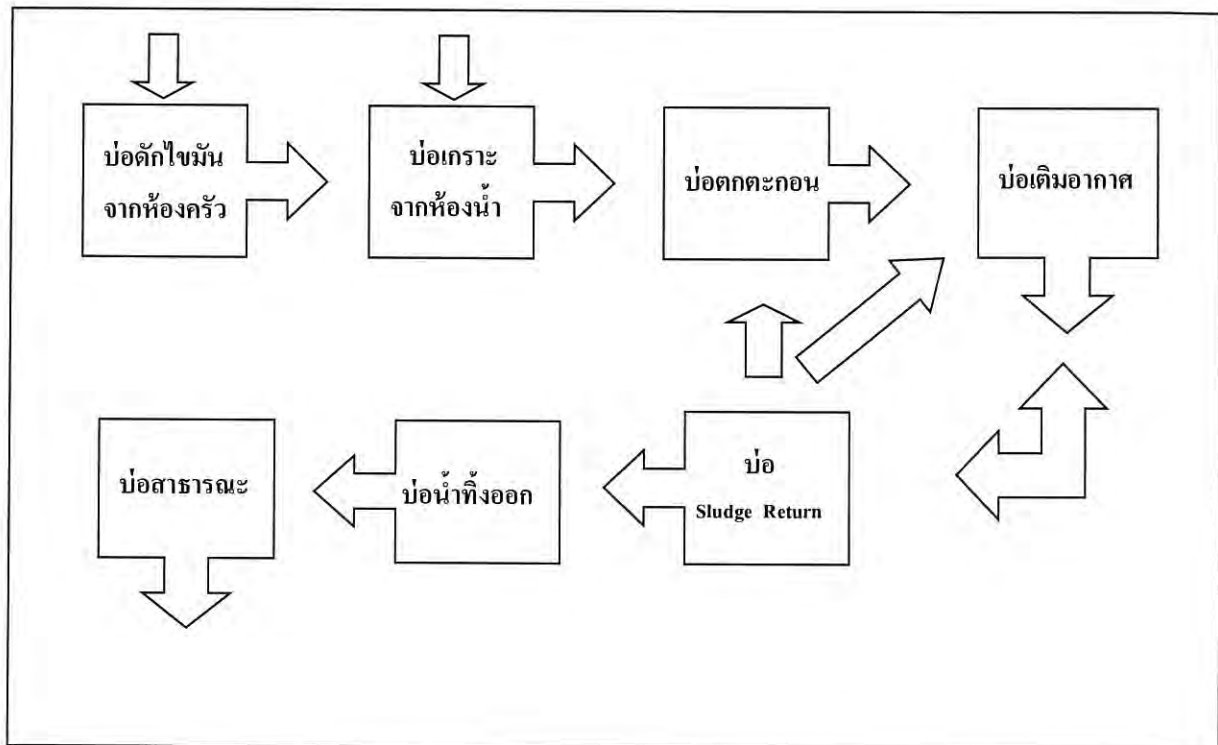 บ่อดักไขมัน
จากห้องครัว
บ่อเกราะ
จากห้องน้ำ
บ่อตกตะกอน
บ่อเติมอากาศ
บ่อสาธารณะ
บ่อน้ำทิ้งออก
บ่อ
Sludge Return